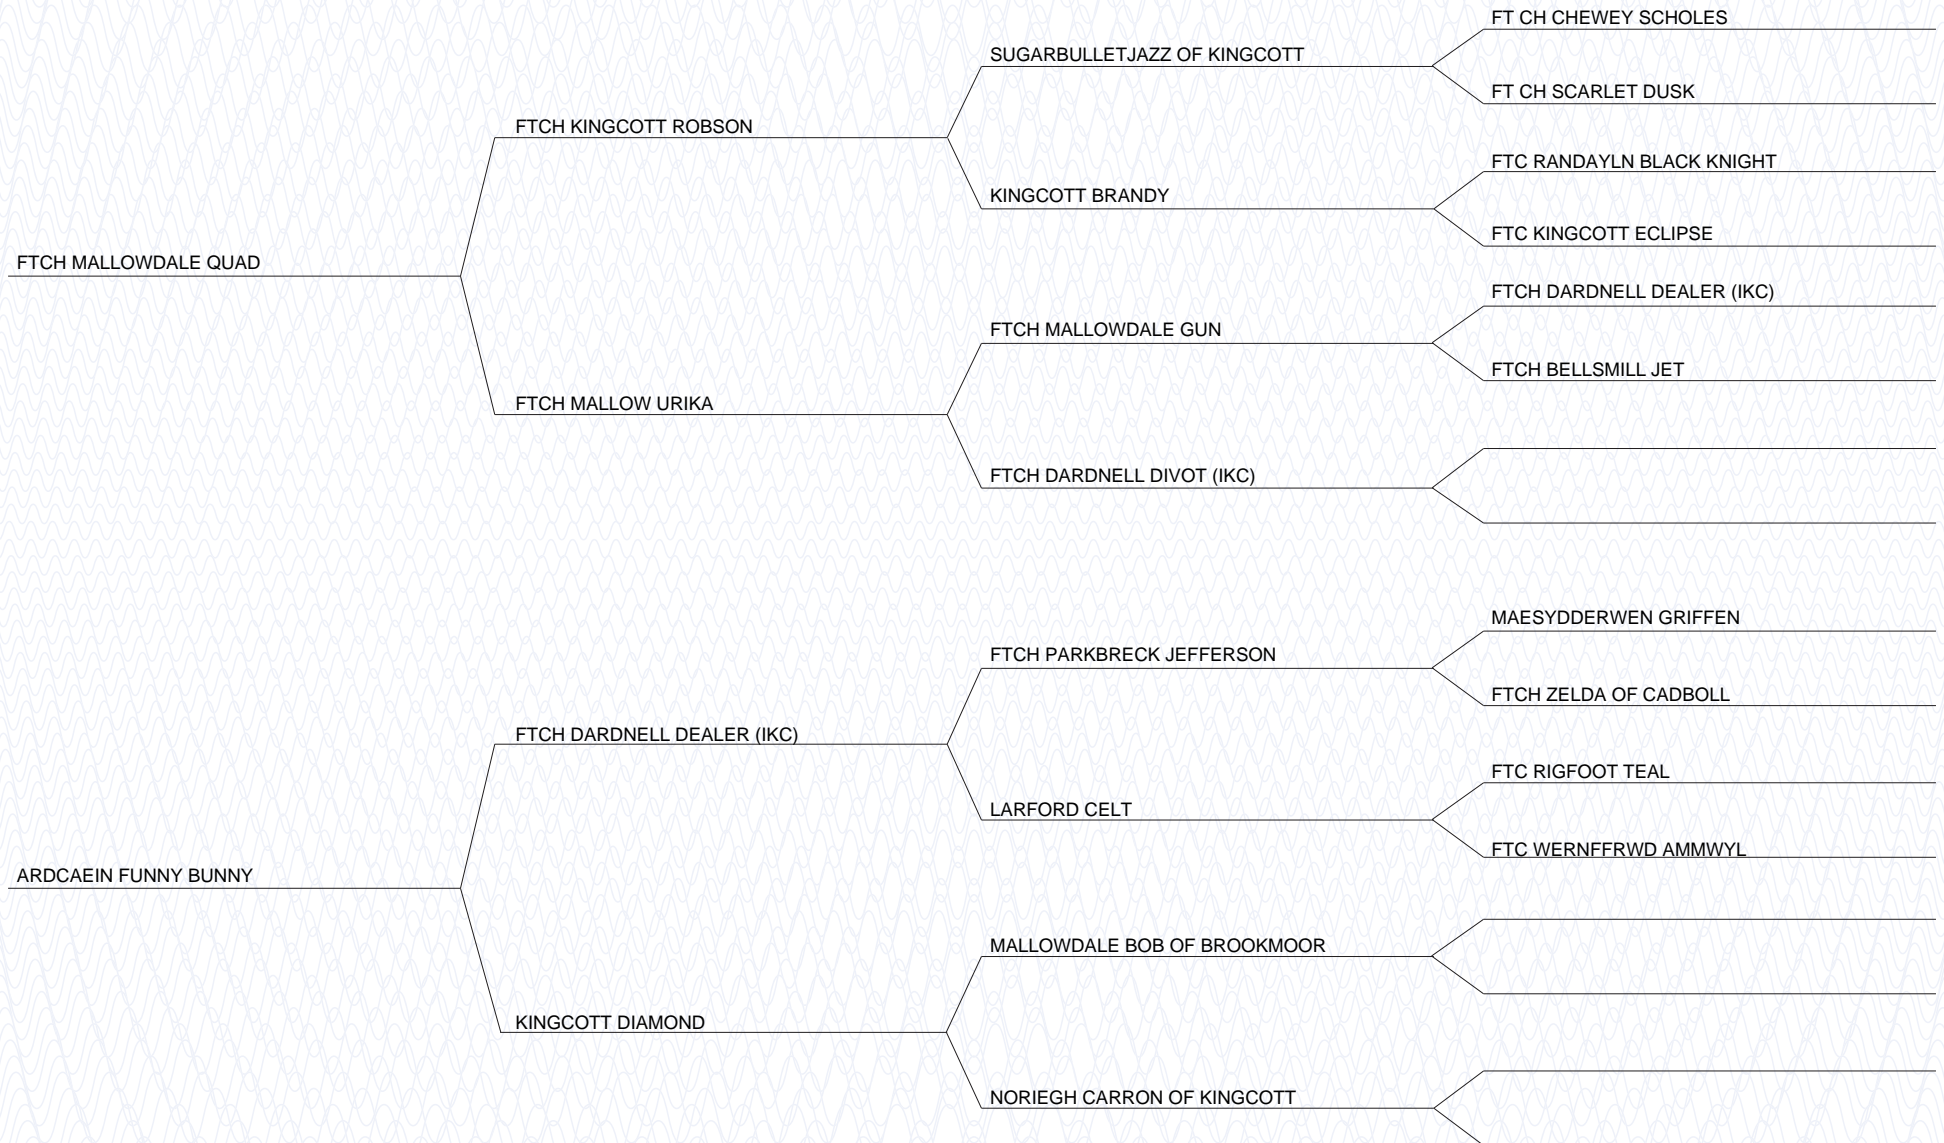 FT CH CHEWEY SCHOLES
SUGARBULLETJAZZ OF KINGCOTT
FT CH SCARLET DUSK
FTCH KINGCOTT ROBSON
FTC RANDAYLN BLACK KNIGHT
KINGCOTT BRANDY
FTC KINGCOTT ECLIPSE
FTCH MALLOWDALE QUAD
FTCH DARDNELL DEALER (IKC)
FTCH MALLOWDALE GUN
FTCH BELLSMILL JET
FTCH MALLOW URIKA
FTCH DARDNELL DIVOT (IKC)
MAESYDDERWEN GRIFFEN
FTCH PARKBRECK JEFFERSON
FTCH ZELDA OF CADBOLL
FTCH DARDNELL DEALER (IKC)
FTC RIGFOOT TEAL
LARFORD CELT
FTC WERNFFRWD AMMWYL
ARDCAEIN FUNNY BUNNY
MALLOWDALE BOB OF BROOKMOOR
KINGCOTT DIAMOND
NORIEGH CARRON OF KINGCOTT